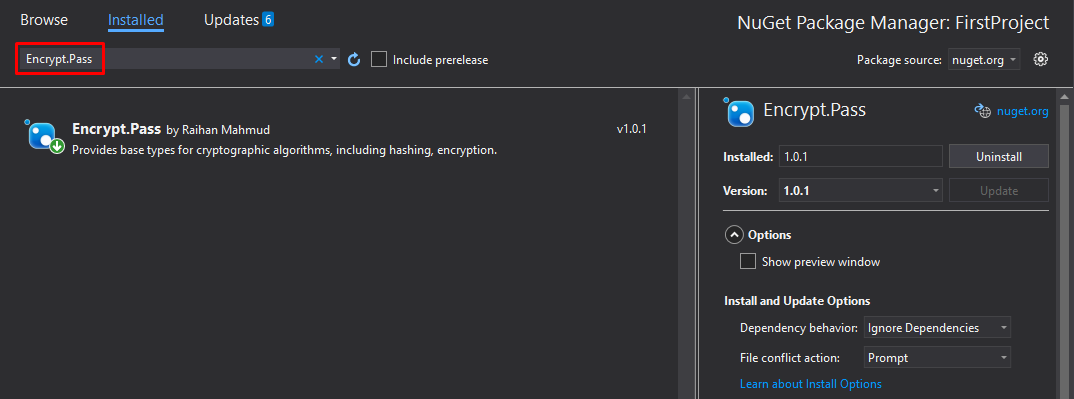 Browse Installed Updates 6
NuGet Package Manager: FirstProject
Encrypt.Pass
Include prerelease
Package source: nuget.org
Encrypt.Pass by Raihan Mahmud
v1.0.1
Provides base types for cryptographic algorithms, including hashing, encryption.
Encrypt.Pass
nuget.org
Installed: 1.0.1 Uninstall
Version: 1.0.1 Update
Options
Show preview window
Install and Update Options
Dependency behavior: Ignore Dependencies
File conflict action: Prompt
Learn about Install Options